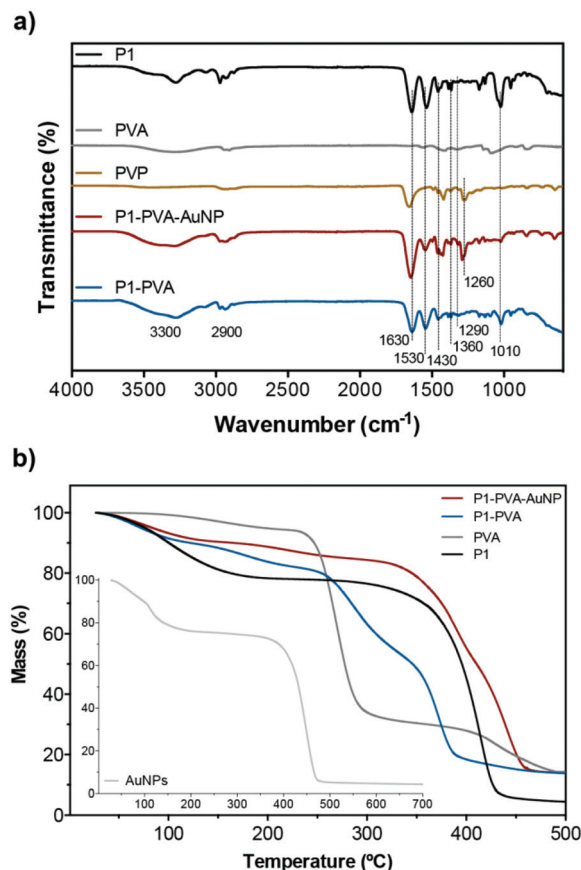 a)
P1
PVA
PVP
P1-PVA-AuNP
P1-PVA
Transmittance (%)
3300
2900
1630
1530
1430
1360
1290
1260
1010
4000
3500
3000
2500
2000
1500
1000
Wavenumber (cm⁻¹)
b)
P1-PVA-AuNP
P1-PVA
PVA
P1
Mass (%)
100
80
60
40
20
0
100
80
60
40
20
0
AuNPs
100
200
300
400
500
600
700
100
200
300
400
500
Temperature (ºC)